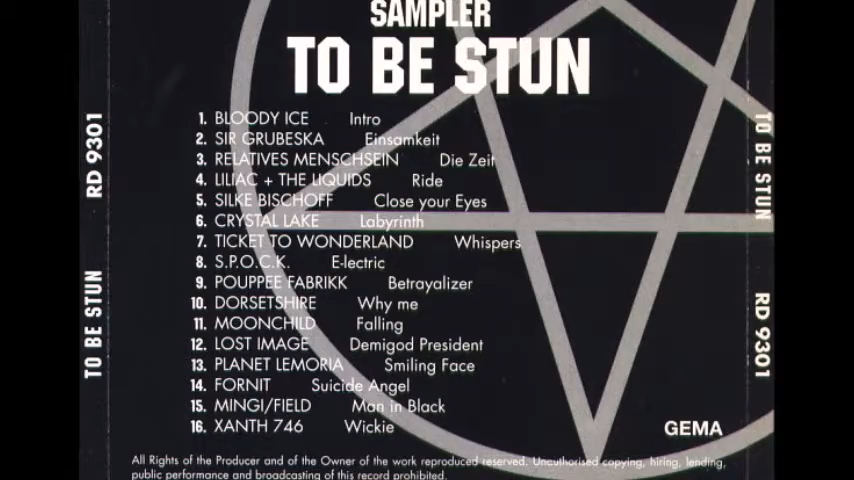 SAMPLER
TO BE STUN
1. BLOODY ICE Intro
2. SIR GRUBESKA Einsamkeit
3. RELATIVES MENSCHSEIN Die Zeit
4. LILIAC + THE LIQUIDS Ride
5. SILKE BISCHOFF Close your Eyes
6. CRYSTAL LAKE Labyrinth
7. TICKET TO WONDERLAND Whispers
8. S.P.O.C.K. E-lectric
9. POUPPEE FABRIKK Betrayalizer
10. DORSETSHIRE Why me
11. MOONCHILD Falling
12. LOST IMAGE Demigod President
13. PLANET LEMORIA Smiling Face
14. FORNIT Suicide Angel
15. MINGI/FIELD Man in Black
16. XANTH 746 Wickie
GEMA
All Rights of the Producer and of the Owner of the work reproduced reserved. Unauthorised copying, hiring, lending,
public performance and broadcasting of this record prohibited.
RD 9301
TO BE STUN
TO BE STUN
RD 9301